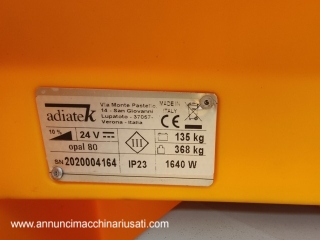 adiatek
Via Monte Pastello
14 - San Giovanni
Lupatoto - 37057-
Verona - Italia
MADE IN
ITALY
CE
10 %
24 V
III
135 kg
368 kg
opal 80
SN 2020004164
IP23
1640 W
www.annuncimacchinariusati.com